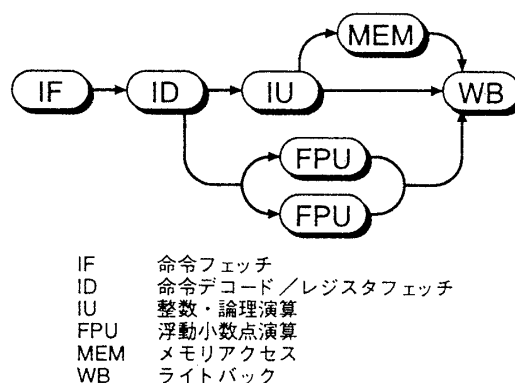 MEM
IF
ID
IU
WB
FPU
FPU
IF 命令フェッチ
ID 命令デコード／レジスタフェッチ
IU 整数・論理演算
FPU 浮動小数点演算
MEM メモリアクセス
WB ライトバック